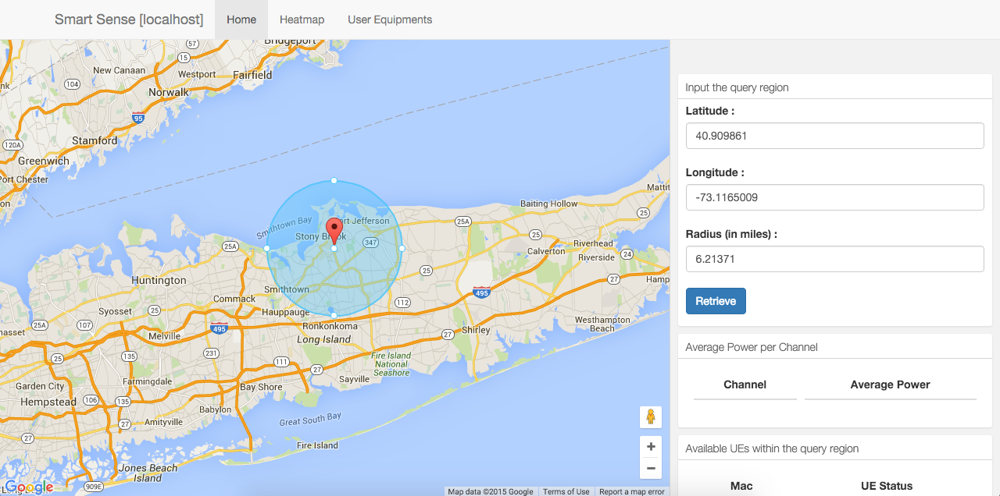 Smart Sense [localhost] Home Heatmap User Equipments
Bridgeport
57
15
New Canaan
Westport
Fairfield
104
Norwalk
95
120A
Stamford
Greenwich
Port Chester
Smithtown Bay
Port Jefferson
Stony Brook
347
25A
25A
Baiting Hollow
Mattit
25
25
Calverton
Riverhead
Riverside
24
25
27
Hamp
Huntington
Smithtown
Commack
Hauppauge
112
495
Syosset
25
25A
107
495
Ronkonkoma
Long Island
27
Shirley
Westhampton
Beach
asset
Melville
231
135
25
111
27
Fire Island
National
Seashore
Sayville
Garden City
Farmingdale
Bay Shore
Hempstead
106
135
Babylon
27
Amityville
Great South Bay
27
Fire Island
Jones Beach
Island
909E
Google
Map data ©2015 Google Terms of Use Report a map error
Input the query region
Latitude :
40.909861
Longitude :
-73.1165009
Radius (in miles) :
6.21371
Retrieve
Average Power per Channel
Channel Average Power
Available UEs within the query region
Mac UE Status